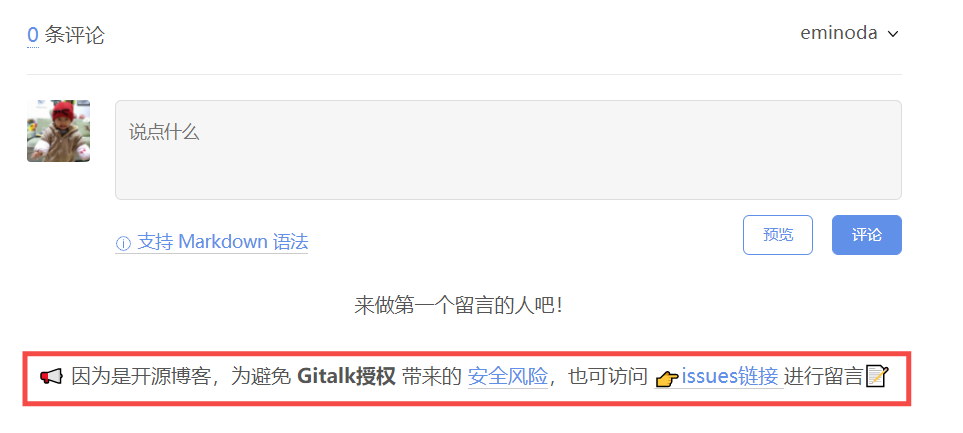 0 条评论
eminoda
说点什么
支持 Markdown 语法
预览
评论
来做第一个留言的人吧！
📢 因为是开源博客，为避免 Gitalk授权 带来的 安全风险，也可访问 👉issues链接 进行留言📝